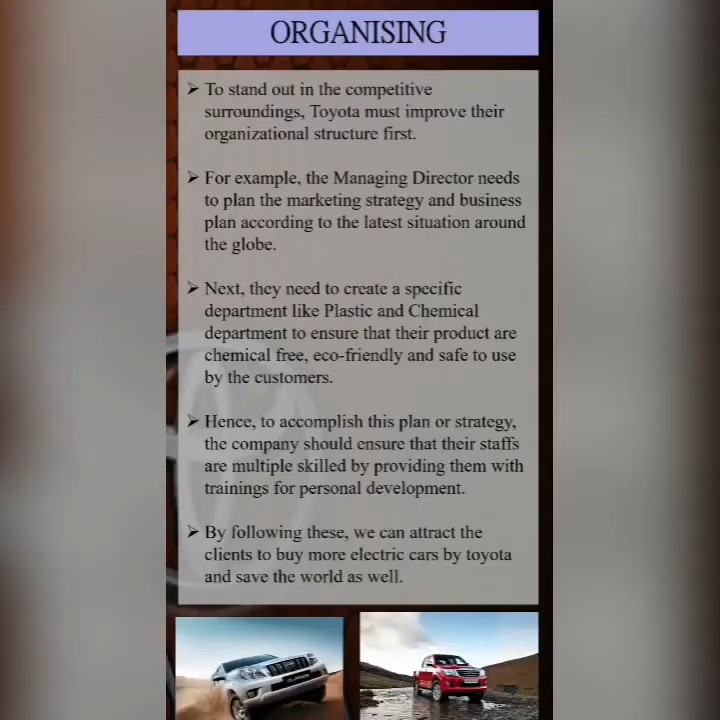 ORGANISING
➤ To stand out in the competitive
surroundings, Toyota must improve their
organizational structure first.
➤ For example, the Managing Director needs
to plan the marketing strategy and business
plan according to the latest situation around
the globe.
➤ Next, they need to create a specific
department like Plastic and Chemical
department to ensure that their product are
chemical free, eco-friendly and safe to use
by the customers.
➤ Hence, to accomplish this plan or strategy,
the company should ensure that their staffs
are multiple skilled by providing them with
trainings for personal development.
➤ By following these, we can attract the
clients to buy more electric cars by toyota
and save the world as well.